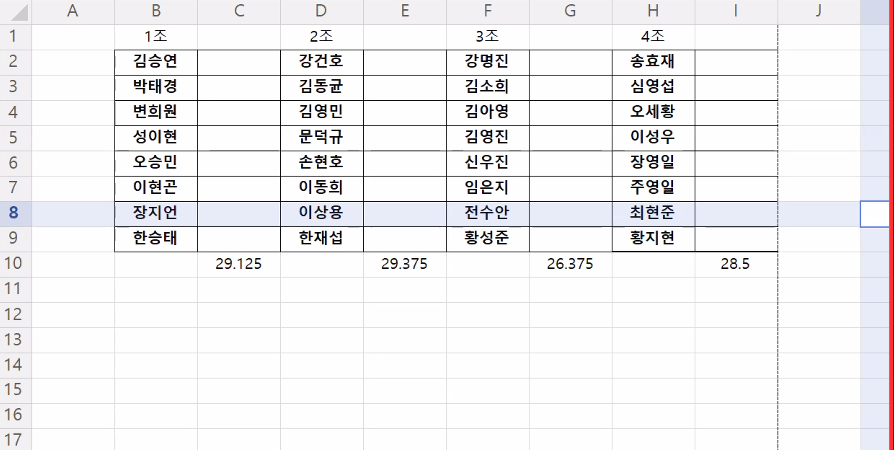 A B C D E F G H I J
1 1조 2조 3조 4조
2 김승연 강건호 강명진 송효재
3 박태경 김동균 김소희 심영섭
4 변희원 김영민 김아영 오세황
5 성이현 문덕규 김영진 이성우
6 오승민 손현호 신우진 장영일
7 이현곤 이동희 임은지 주영일
8 장지언 이상용 전수안 최현준
9 한승태 한재섭 황성준 황지현
10 29.125 29.375 26.375 28.5
11
12
13
14
15
16
17